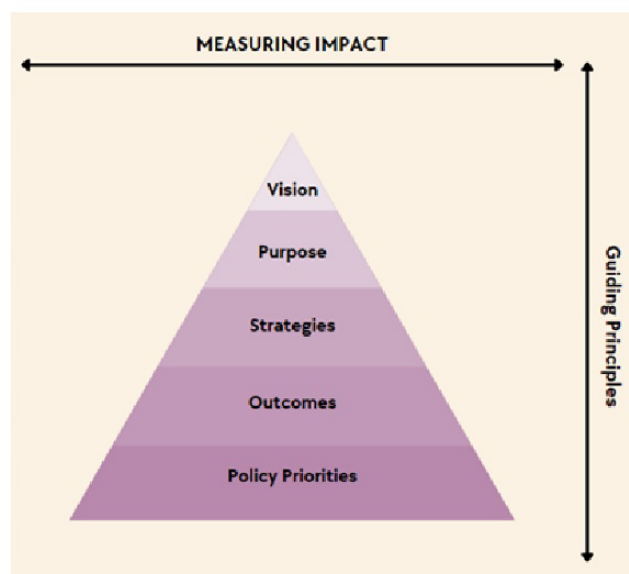 MEASURING IMPACT
Vision
Purpose
Strategies
Outcomes
Policy Priorities
Guiding Principles